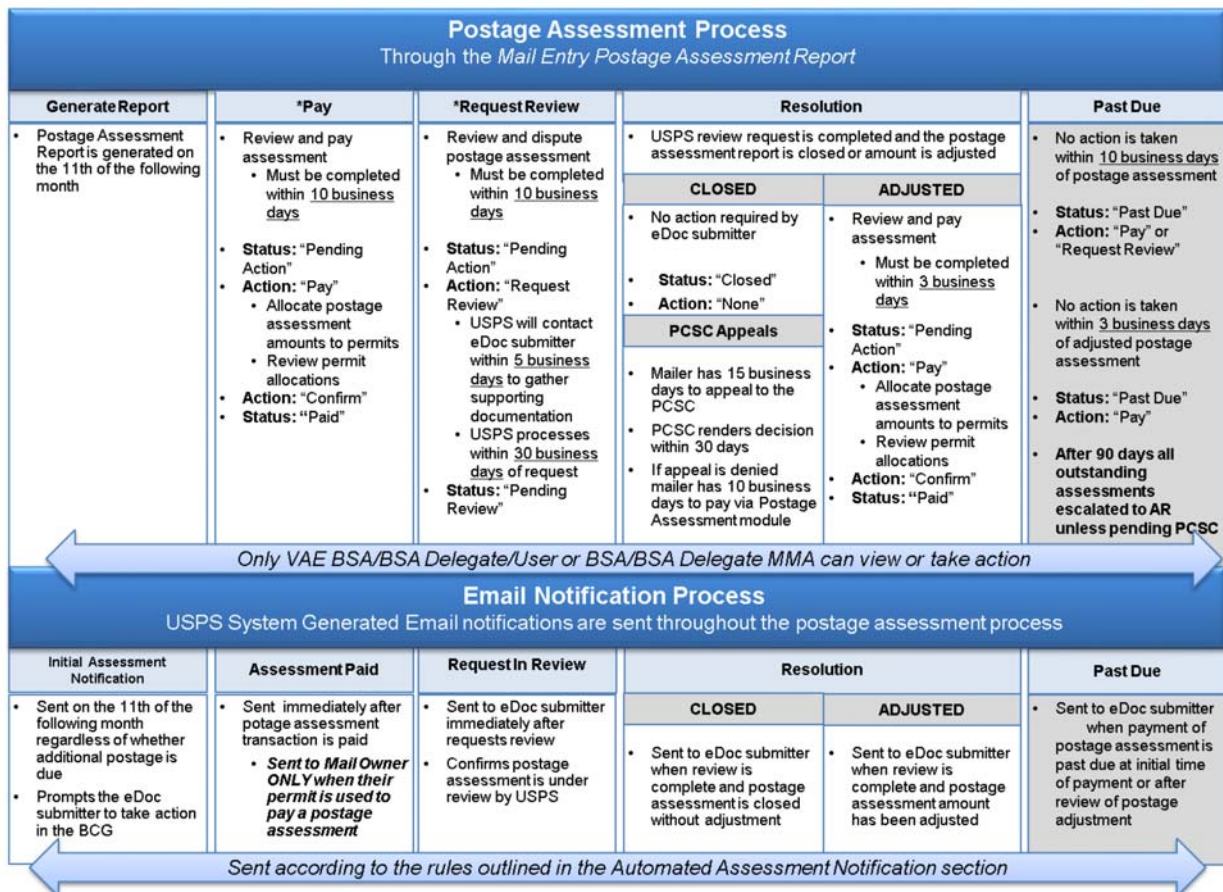 Postage Assessment Process
Through the Mail Entry Postage Assessment Report
Generate Report
• Postage Assessment
Report is generated on
the 11th of the following
month
*Pay
• Review and pay
assessment
• Must be completed
within 10 business
days
• Status: “Pending
Action”
• Action: “Pay”
• Allocate postage
assessment
amounts to permits
• Review permit
allocations
• Action: “Confirm”
• Status: “Paid”
*Request Review
• Review and dispute
postage assessment
• Must be completed
within 10 business
days
• Status: “Pending
Action”
• Action: “Request
Review”
• USPS will contact
eDoc submitter
within 5 business
days to gather
supporting
documentation
• USPS processes
within 30 business
days of request
• Status: “Pending
Review”
Resolution
• USPS review request is completed and the postage
assessment report is closed or amount is adjusted
CLOSED
• No action required by
eDoc submitter
• Status: “Closed”
• Action: “None”
PCSC Appeals
• Mailer has 15 business
days to appeal to the
PCSC
• PCSC renders decision
within 30 days
• If appeal is denied
mailer has 10 business
days to pay via Postage
Assessment module
ADJUSTED
• Review and pay
assessment
• Must be completed
within 3 business
days
• Status: “Pending
Action”
• Action: “Pay”
• Allocate postage
assessment
amounts to permits
• Review permit
allocations
• Action: “Confirm”
• Status: “Paid”
Past Due
• No action is taken
within 10 business days
of postage assessment
• Status: “Past Due”
• Action: “Pay” or
“Request Review”
• No action is taken
within 3 business days
of adjusted postage
assessment
• Status: “Past Due”
• Action: “Pay”
• After 90 days all
outstanding
assessments
escalated to AR
unless pending PCSC
Only VAE BSA/BSA Delegate/User or BSA/BSA Delegate MMA can view or take action
Email Notification Process
USPS System Generated Email notifications are sent throughout the postage assessment process
Initial Assessment
Notification
• Sent on the 11th of the
following month
regardless of whether
additional postage is
due
• Prompts the eDoc
submitter to take action
in the BCG
Assessment Paid
• Sent immediately after
potage assessment
transaction is paid
• Sent to Mail Owner
ONLY when their
permit is used to
pay a postage
assessment
Request In Review
• Sent to eDoc submitter
immediately after
requests review
• Confirms postage
assessment is under
review by USPS
Resolution
CLOSED
• Sent to eDoc submitter
when review is
complete and postage
assessment is closed
without adjustment
ADJUSTED
• Sent to eDoc submitter
when review is
complete and postage
assessment amount
has been adjusted
Past Due
• Sent to eDoc submitter
when payment of
postage assessment is
past due at initial time
of payment or after
review of postage
adjustment
Sent according to the rules outlined in the Automated Assessment Notification section